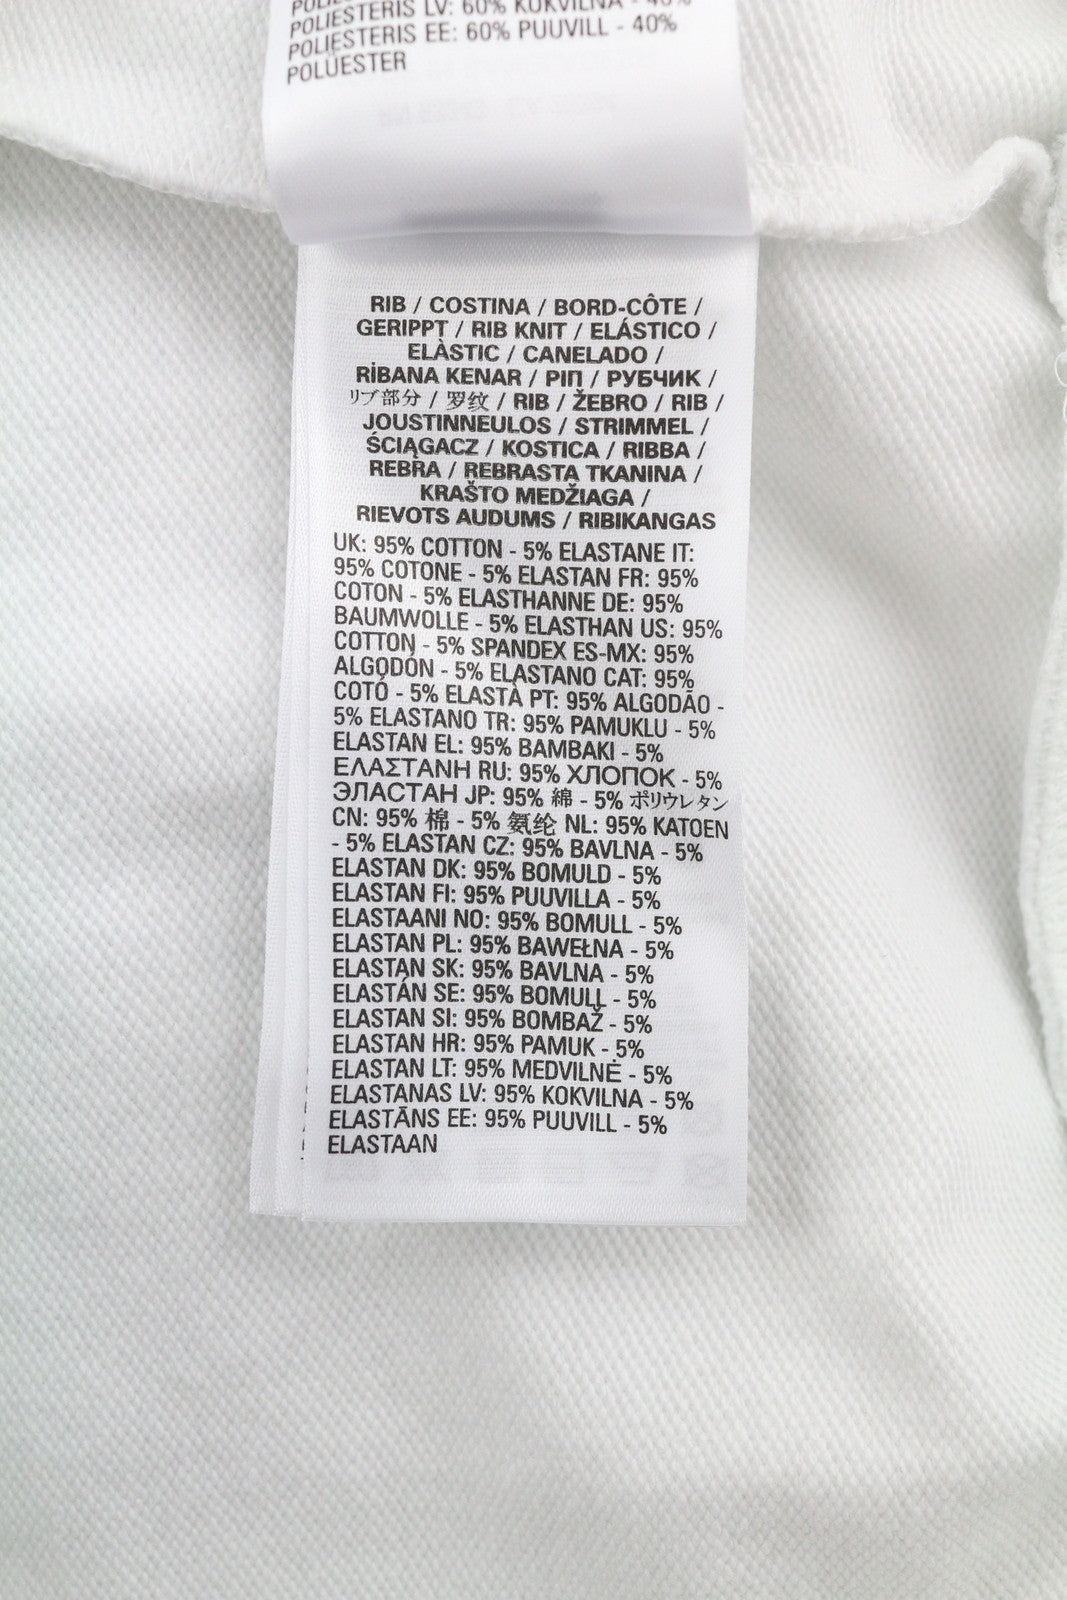 POLIESTERIS LV: 60% KOKVILNA - 40%
POLIESTERIS EE: 60% PUUVILL - 40%
POLÜESTER
RIB / COSTINA / BORD-CÔTE /
GERIPPT / RIB KNIT / ELÁSTICO /
ELÀSTIC / CANELADO /
RİBANA KENAR / ΡΙΠ / РУБЧИК /
リブ部分 / 罗纹 / RIB / ŽEBRO / RIB /
JOUSTINNEULOS / STRIMMEL /
ŚCIĄGACZ / KOSTICA / RIBBA /
REBRA / REBRASTA TKANINA /
KRAŠTO MEDŽIAGA /
RIEVOTS AUDUMS / RIBIKANGAS
UK: 95% COTTON - 5% ELASTANE IT:
95% COTONE - 5% ELASTAN FR: 95%
COTON - 5% ELASTHANNE DE: 95%
BAUMWOLLE - 5% ELASTHAN US: 95%
COTTON - 5% SPANDEX ES-MX: 95%
ALGODÓN - 5% ELASTANO CAT: 95%
COTÓ - 5% ELASTÀ PT: 95% ALGODÃO -
5% ELASTANO TR: 95% PAMUKLU - 5%
ELASTAN EL: 95% ΒΑΜΒΑΚΙ - 5%
ΕΛΑΣΤΑΝΗ RU: 95% ХЛОПОК - 5%
ЭЛАСТАН JP: 95% 綿 - 5% ポリウレタン
CN: 95% 棉 - 5% 氨纶 NL: 95% KATOEN
- 5% ELASTAN CZ: 95% BAVLNA - 5%
ELASTAN DK: 95% BOMULD - 5%
ELASTAN FI: 95% PUUVILLA - 5%
ELASTAANI NO: 95% BOMULL - 5%
ELASTAN PL: 95% BAWEŁNA - 5%
ELASTAN SK: 95% BAVLNA - 5%
ELASTÁN SE: 95% BOMULL - 5%
ELASTAN SI: 95% BOMBAŽ - 5%
ELASTAN HR: 95% PAMUK - 5%
ELASTAN LT: 95% MEDVILNĖ - 5%
ELASTANAS LV: 95% KOKVILNA - 5%
ELASTĀNS EE: 95% PUUVILL - 5%
ELASTAAN